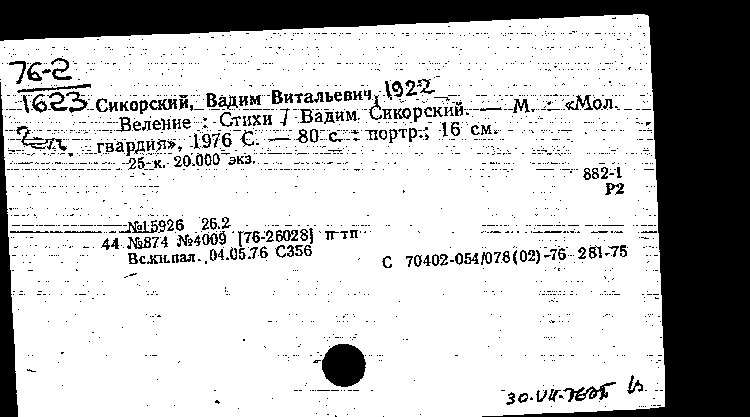 76-2
1623 Сикорский, Вадим Витальевич, 1922
Веление : Стихи / Вадим Сикорский. — М. : «Мол.
гвардия», 1976 С. — 80 с. : портр.; 16 см.
25 к. 20.000 экз.
882-1
Р2
№15926 26.2
44 №874 №4009 [76-26028] п тп
Вс.кн.пал. 04.05.76 С356
С 70402-054/078(02)-76 281-75